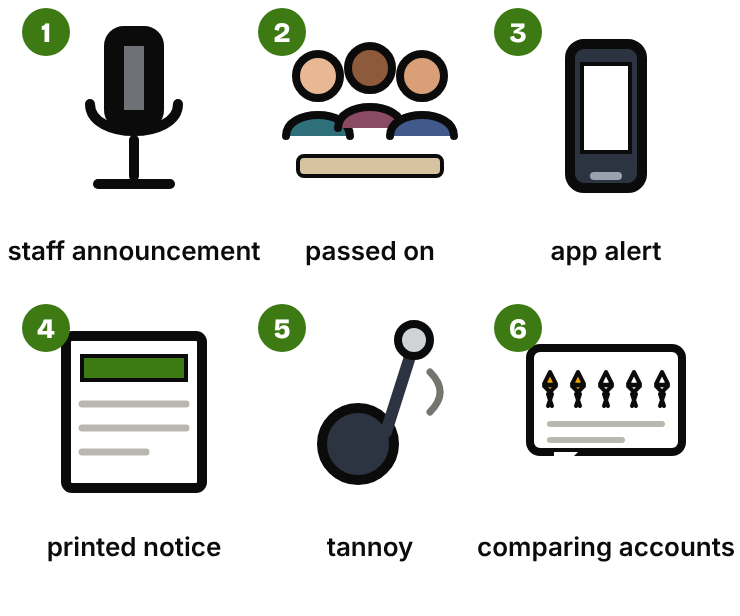 1
staff announcement
2
passed on
3
app alert
4
printed notice
5
tannoy
6
comparing accounts